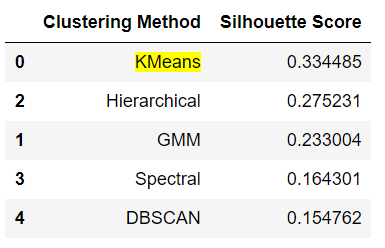 Clustering Method Silhouette Score
0 KMeans 0.334485
2 Hierarchical 0.275231
1 GMM 0.233004
3 Spectral 0.164301
4 DBSCAN 0.154762